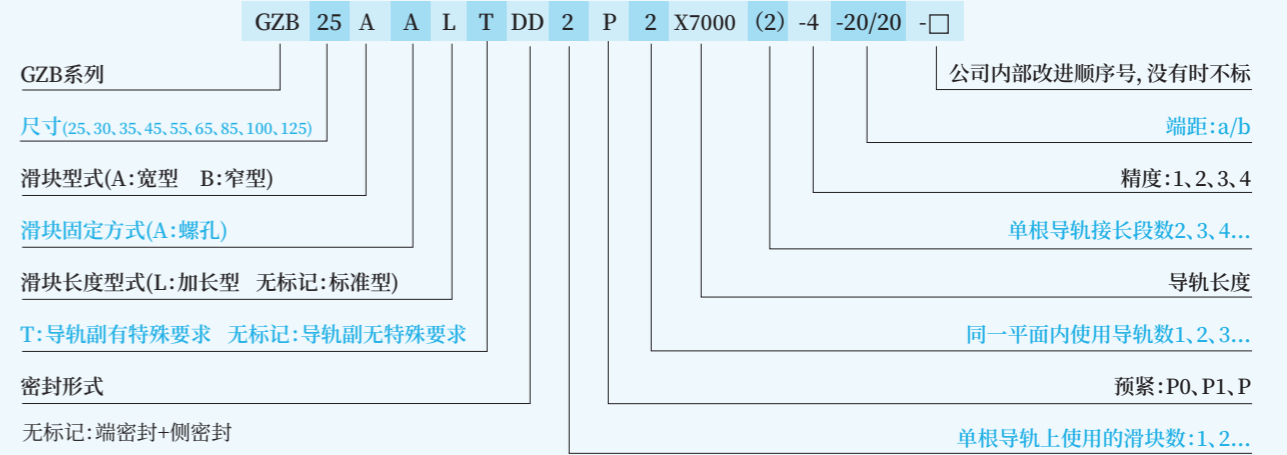 GZB 25 A A L T DD 2 P 2 X7000 (2) -4 -20/20 -□
GZB系列
公司内部改进顺序号,没有时不标
尺寸(25、30、35、45、55、65、85、100、125)
端距:a/b
滑块型式(A:宽型 B:窄型)
精度:1、2、3、4
滑块固定方式(A:螺孔)
单根导轨接长段数2、3、4...
滑块长度型式(L:加长型 无标记:标准型)
导轨长度
T:导轨副有特殊要求 无标记:导轨副无特殊要求
同一平面内使用导轨数1、2、3...
密封形式
预紧:P0、P1、P
无标记:端密封+侧密封
单根导轨上使用的滑块数:1、2...